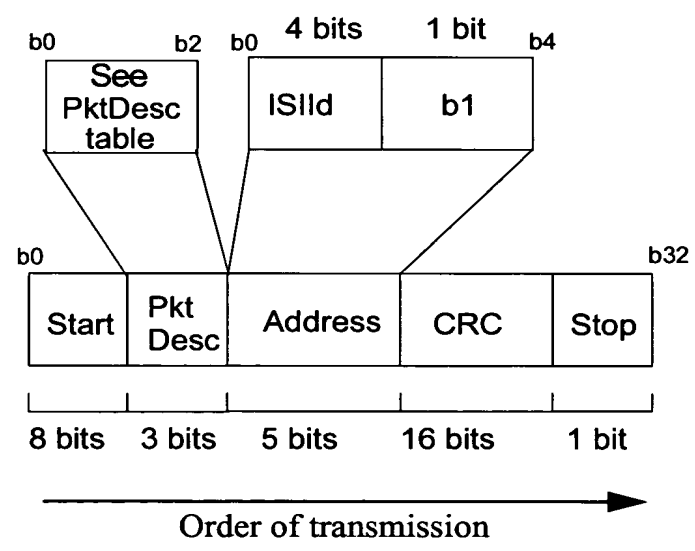 4 bits 1 bit
b0 b2 b0 b4
See
PktDesc
table
ISIId b1
b0 b32
Start Pkt
Desc Address CRC Stop
8 bits 3 bits 5 bits 16 bits 1 bit
Order of transmission